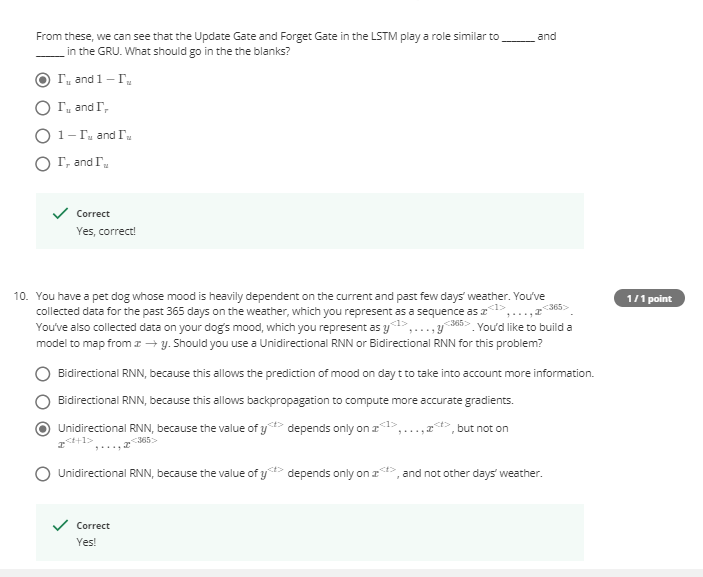 From these, we can see that the Update Gate and Forget Gate in the LSTM play a role similar to _______ and
______ in the GRU. What should go in the the blanks?
Γᵤ and 1 − Γᵤ
Γᵤ and Γᵣ
1 − Γᵤ and Γᵤ
Γᵣ and Γᵤ
Correct
Yes, correct!
10. You have a pet dog whose mood is heavily dependent on the current and past few days' weather. You've
1 / 1 point
collected data for the past 365 days on the weather, which you represent as a sequence as x<1>, . . . , x<365>.
You've also collected data on your dog's mood, which you represent as y<1>, . . . , y<365>. You'd like to build a
model to map from x → y. Should you use a Unidirectional RNN or Bidirectional RNN for this problem?
Bidirectional RNN, because this allows the prediction of mood on day t to take into account more information.
Bidirectional RNN, because this allows backpropagation to compute more accurate gradients.
Unidirectional RNN, because the value of y<t> depends only on x<1>, . . . , x<t>, but not on
x<t+1>, . . . , x<365>
Unidirectional RNN, because the value of y<t> depends only on x<t>, and not other days' weather.
Correct
Yes!